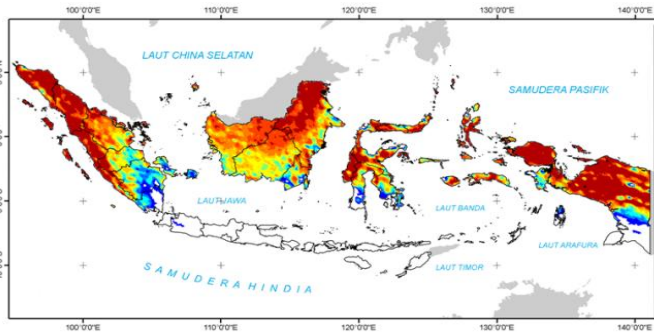 100°0'0"E 110°0'0"E 120°0'0"E 130°0'0"E 140°0'0"E
LAUT CHINA SELATAN
SAMUDERA PASIFIK
LAUT JAWA
LAUT BANDA
LAUT ARAFURA
LAUT TIMOR
SAMUDERA HINDIA
100°0'0"E 110°0'0"E 120°0'0"E 130°0'0"E 140°0'0"E